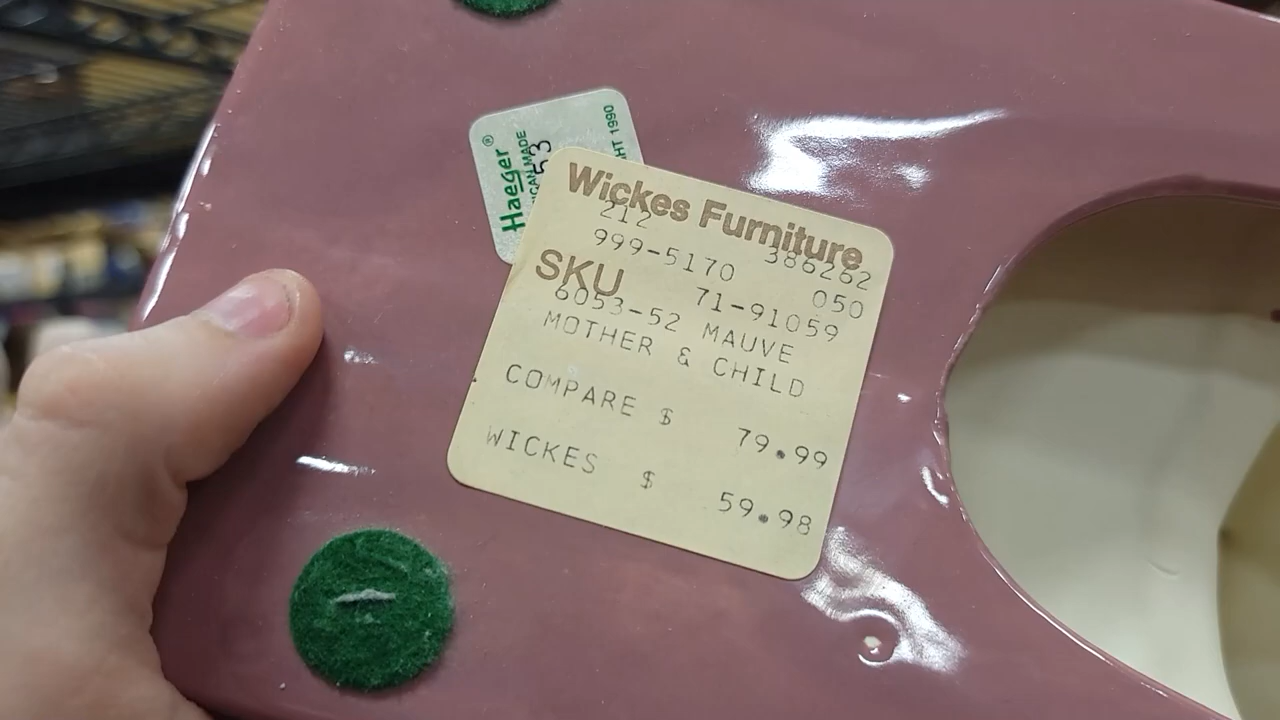 Haeger®
53
1990
Wickes Furniture
212
386262
999-5170
050
SKU
71-91059
6053-52 MAUVE
MOTHER & CHILD
COMPARE $ 79.99
WICKES $ 59.98